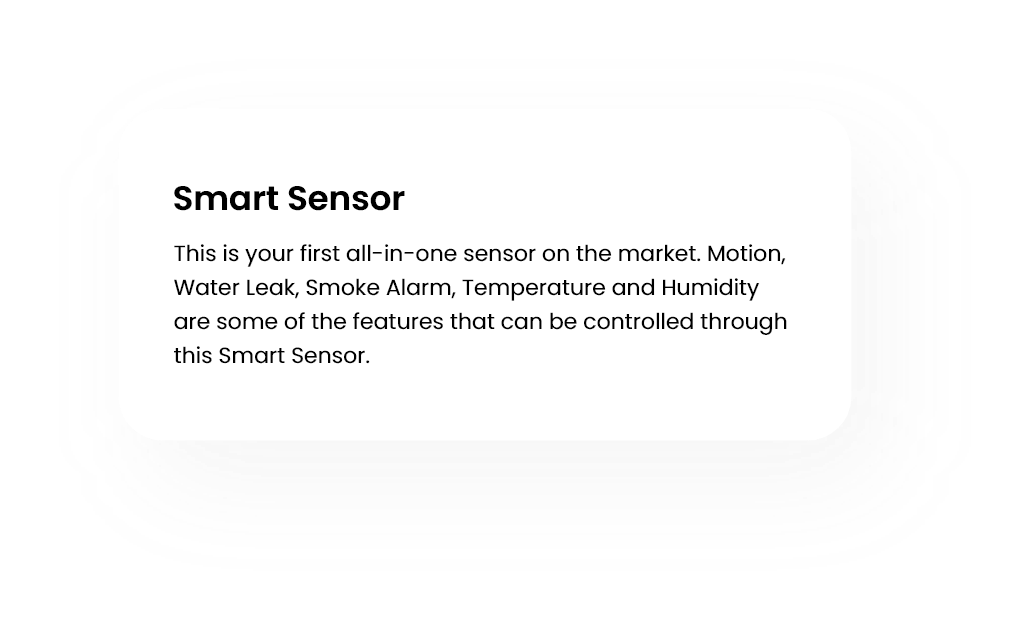 Smart Sensor
This is your first all-in-one sensor on the market. Motion,
Water Leak, Smoke Alarm, Temperature and Humidity
are some of the features that can be controlled through
this Smart Sensor.